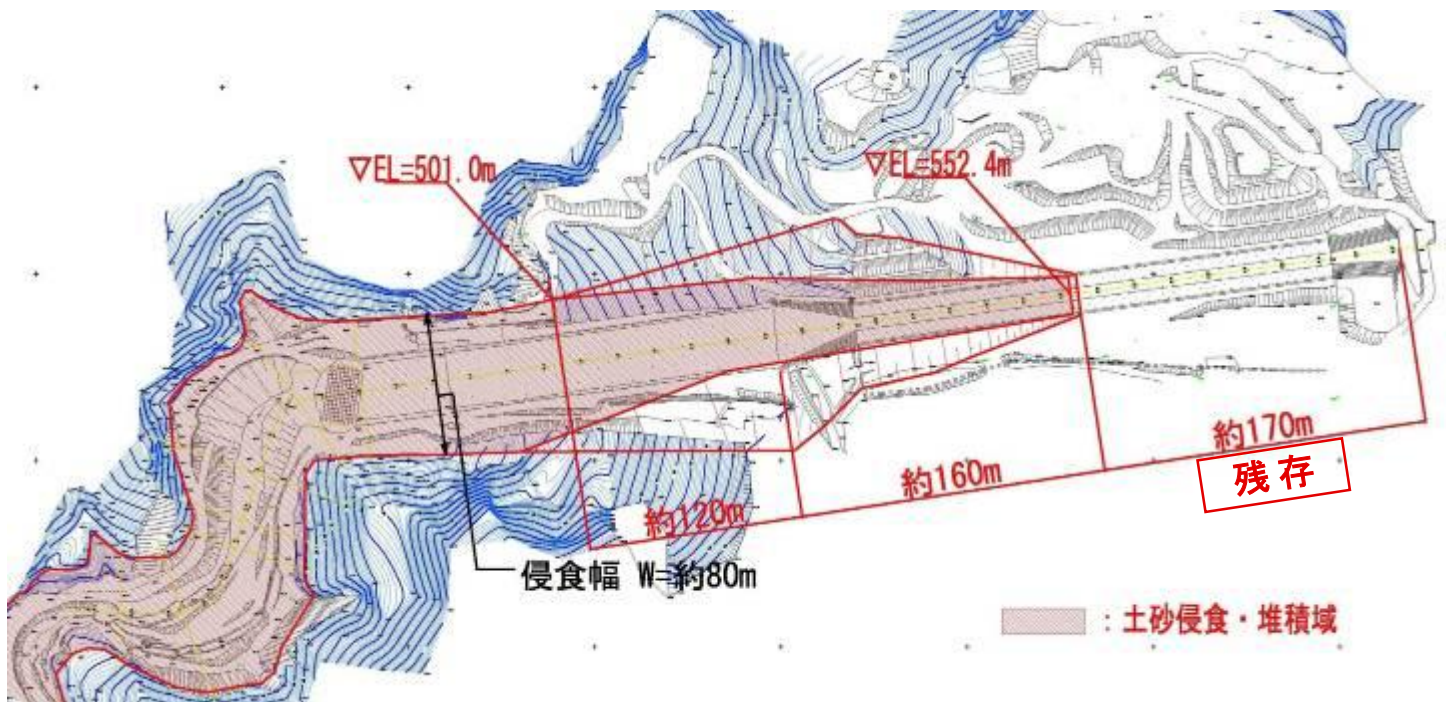 ▽EL=501.0m
▽EL=552.4m
約170m
残存
約160m
約120m
侵食幅 W=約80m
：土砂侵食・堆積域